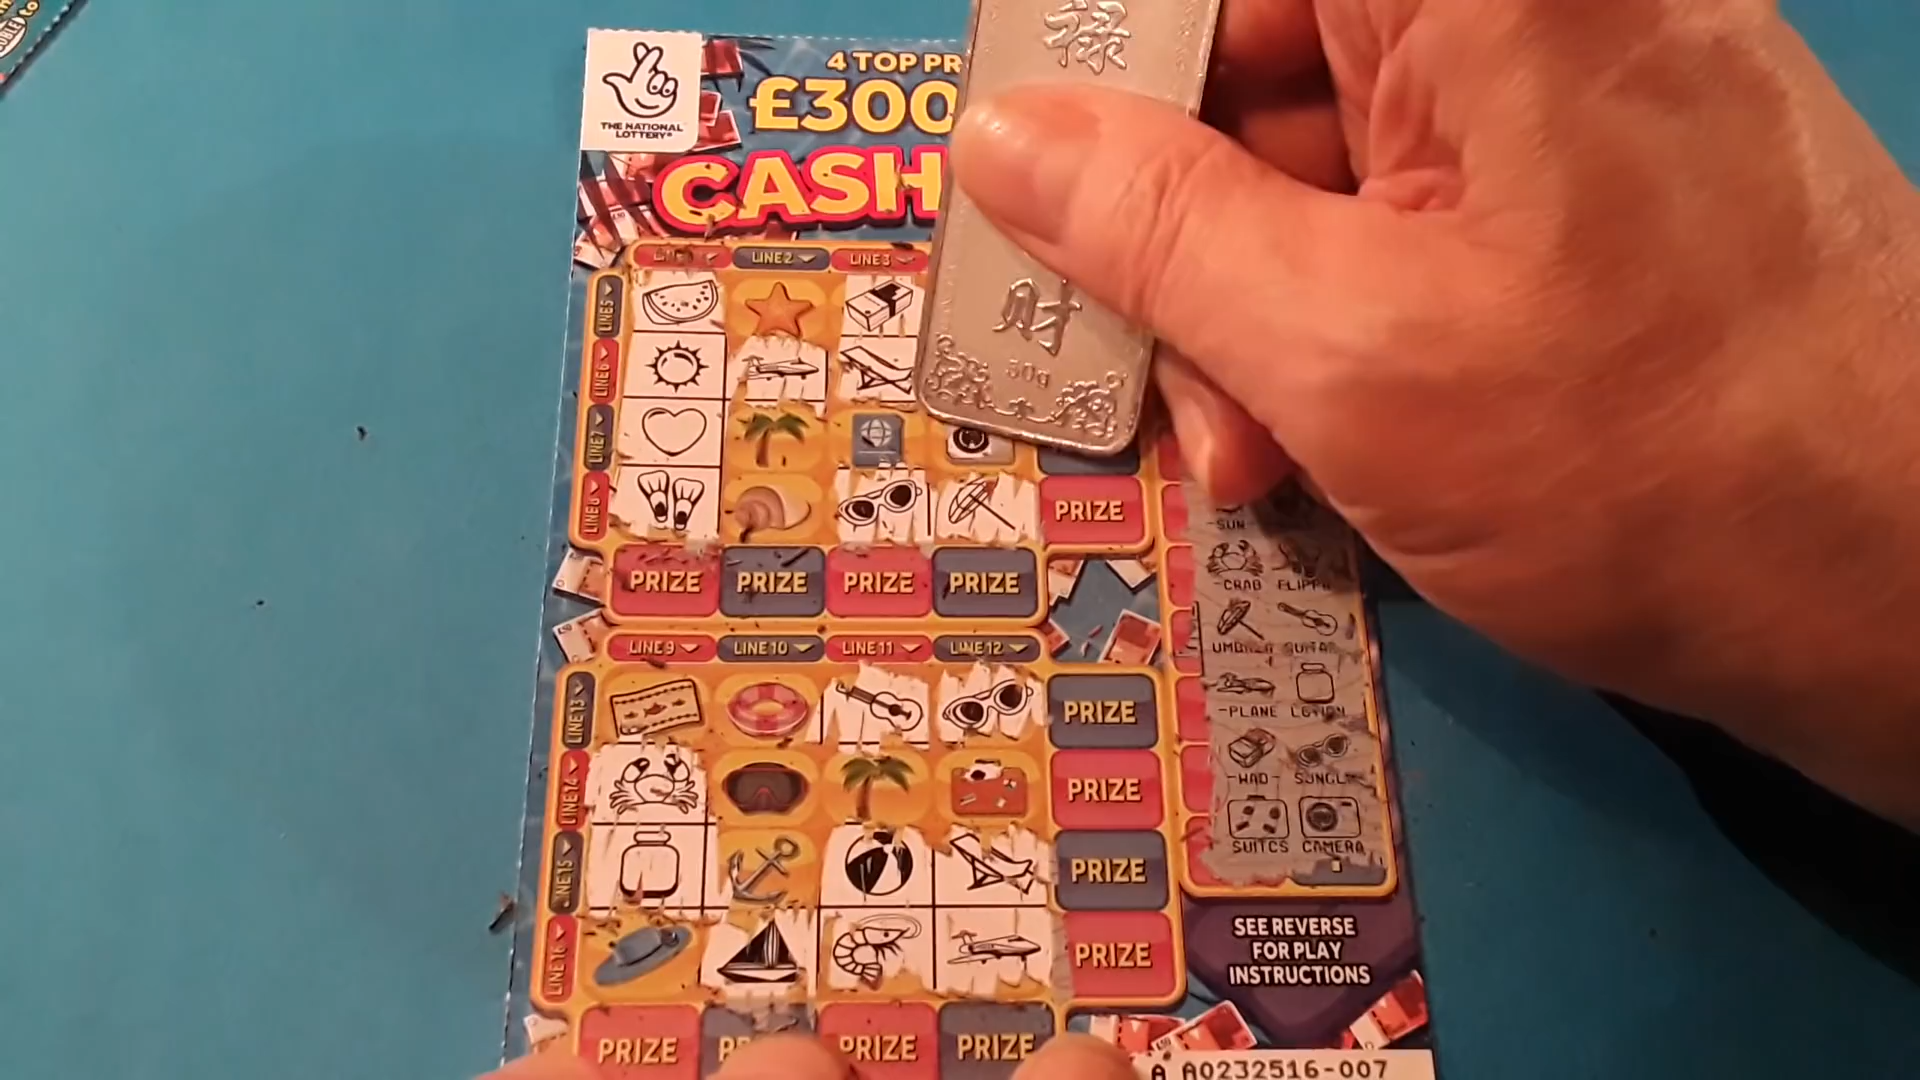 THE NATIONAL
LOTTERY®
4 TOP PR
£300
CASH
禄
财
50g
LINE 2
LINE 3
LINE 5
LINE 6
LINE 7
LINE 8
PRIZE
PRIZE
PRIZE
PRIZE
PRIZE
SUN
CRAB
PLANE
WAD
SUITCS
CAMERA
LINE 9
LINE 10
LINE 11
LINE 12
LINE 13
PRIZE
LINE 14
PRIZE
LINE 15
PRIZE
LINE 16
PRIZE
PRIZE
PRIZE
PRIZE
SEE REVERSE
FOR PLAY
INSTRUCTIONS
A A0232516-007